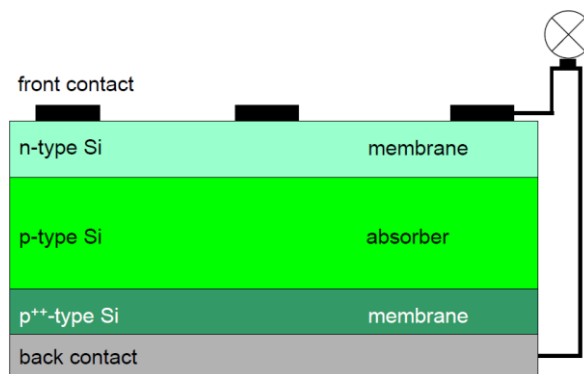 front contact
n-type Si membrane
p-type Si absorber
p⁺⁺-type Si membrane
back contact